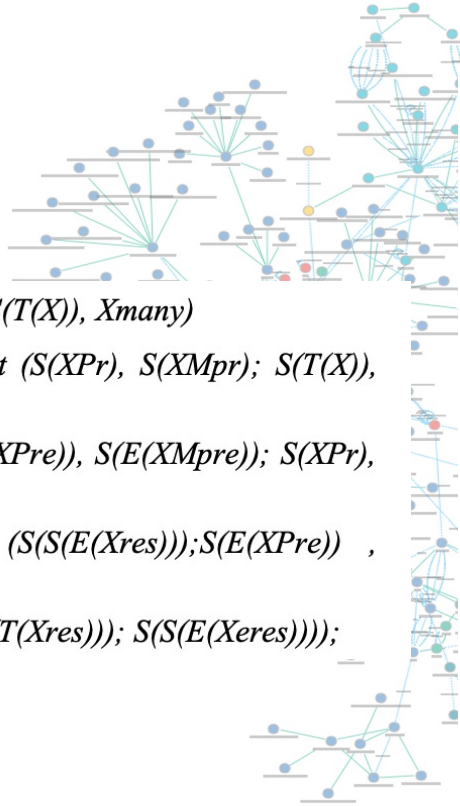 (T(X)), Xmany)
t (S(XPr), S(XMpr); S(T(X)),
XPre)), S(E(XMpre)); S(XPr),
(S(S(E(Xres)));S(E(XPre)) ,
T(Xres))); S(S(E(Xeres))));